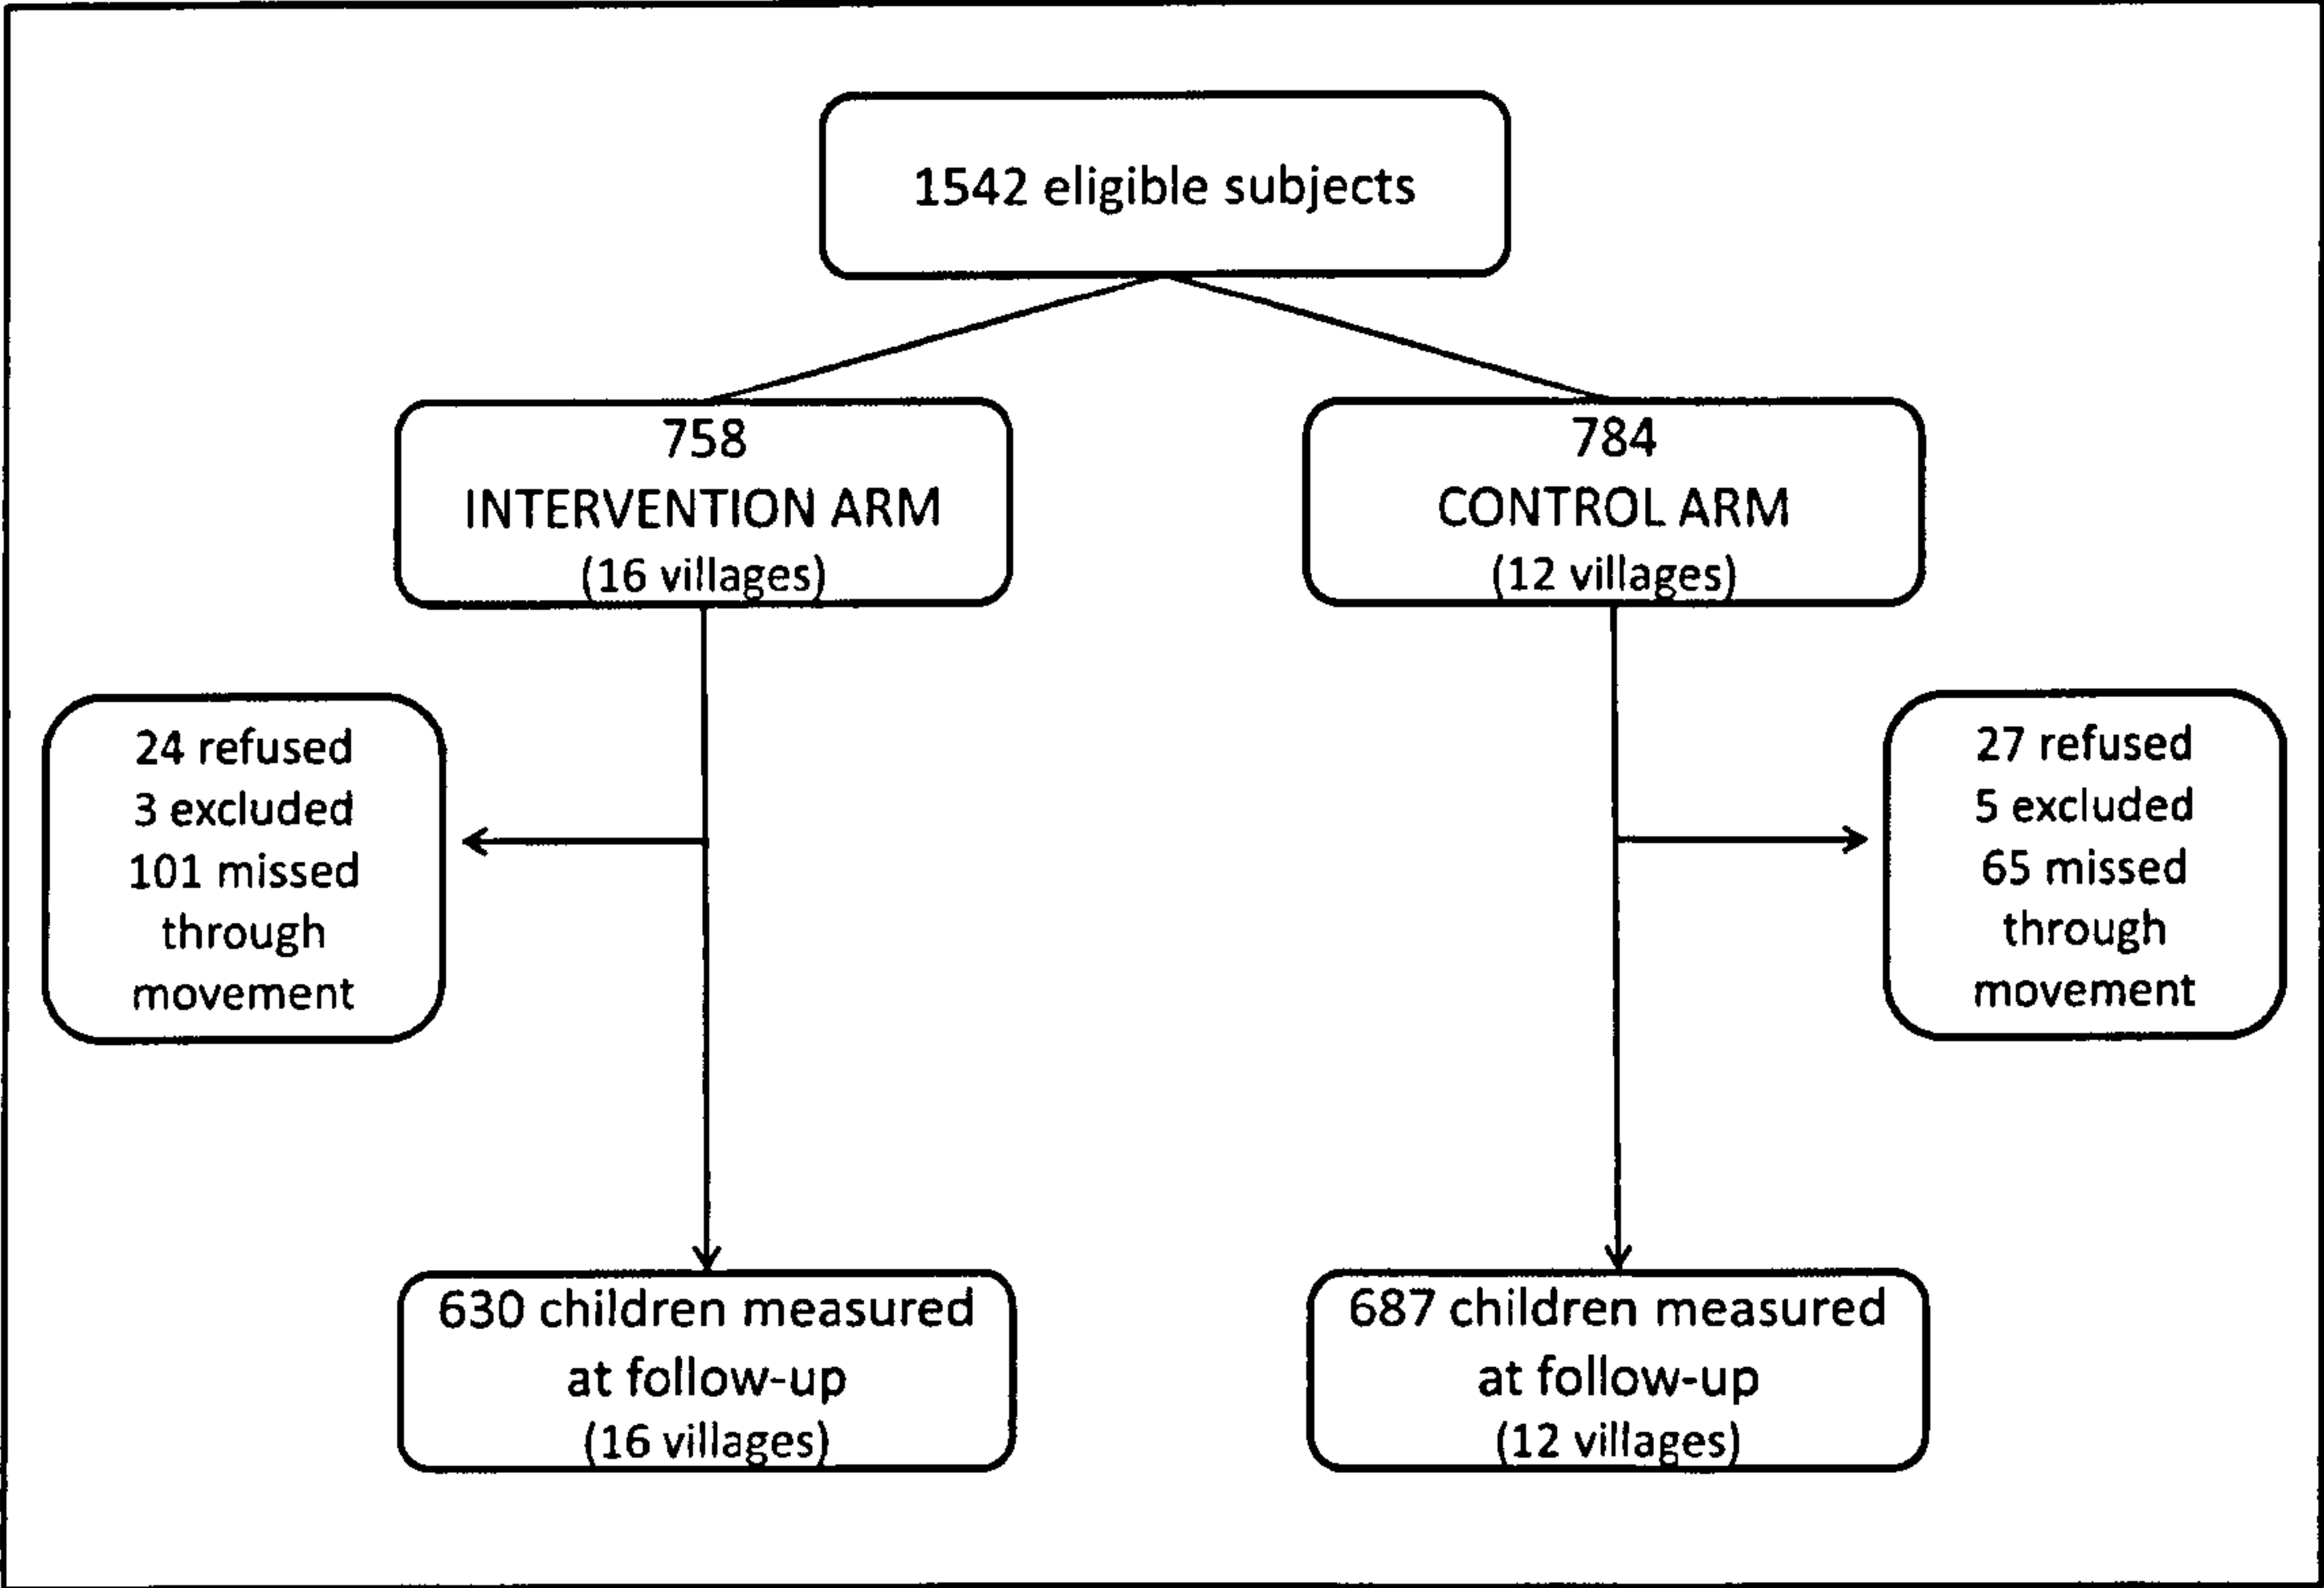 1542 eligible subjects
758
INTERVENTION ARM
(16 villages)
784
CONTROL ARM
(12 villages)
24 refused
3 excluded
101 missed
through
movement
27 refused
5 excluded
65 missed
through
movement
630 children measured
at follow-up
(16 villages)
687 children measured
at follow-up
(12 villages)